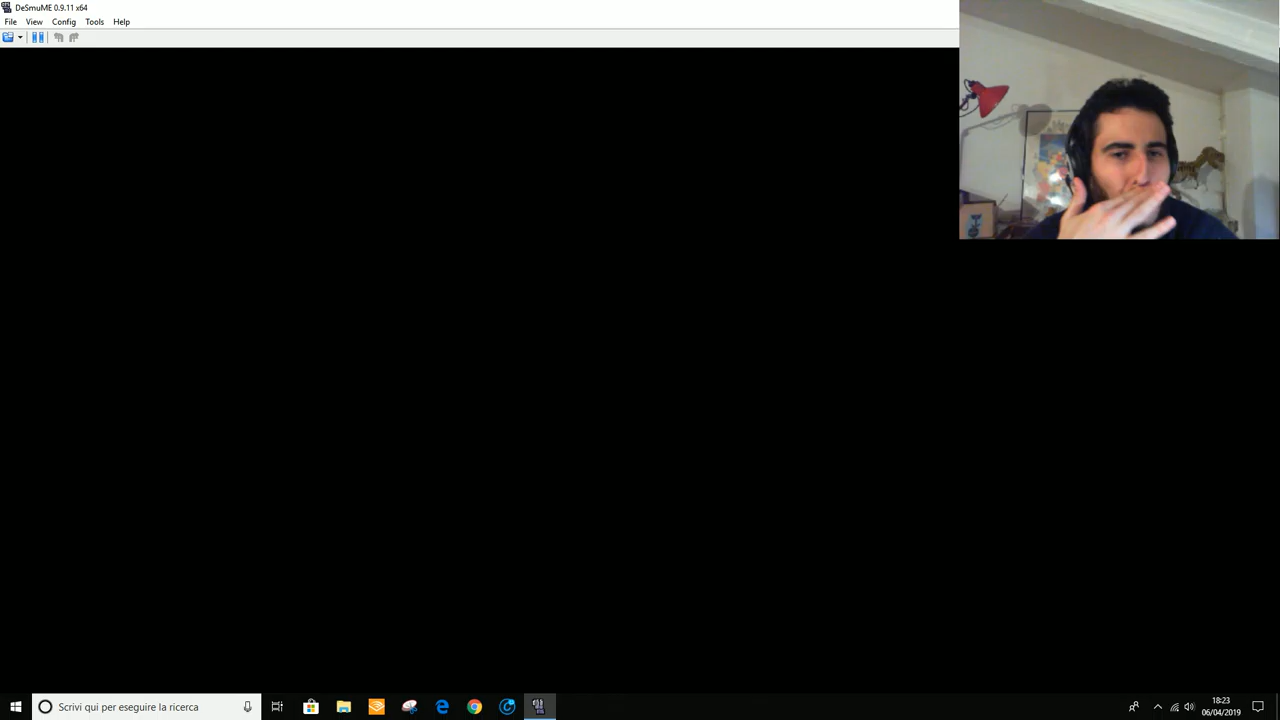 DeSmuME 0.9.11 x64
File View Config Tools Help
Scrivi qui per eseguire la ricerca
18:23
06/04/2019